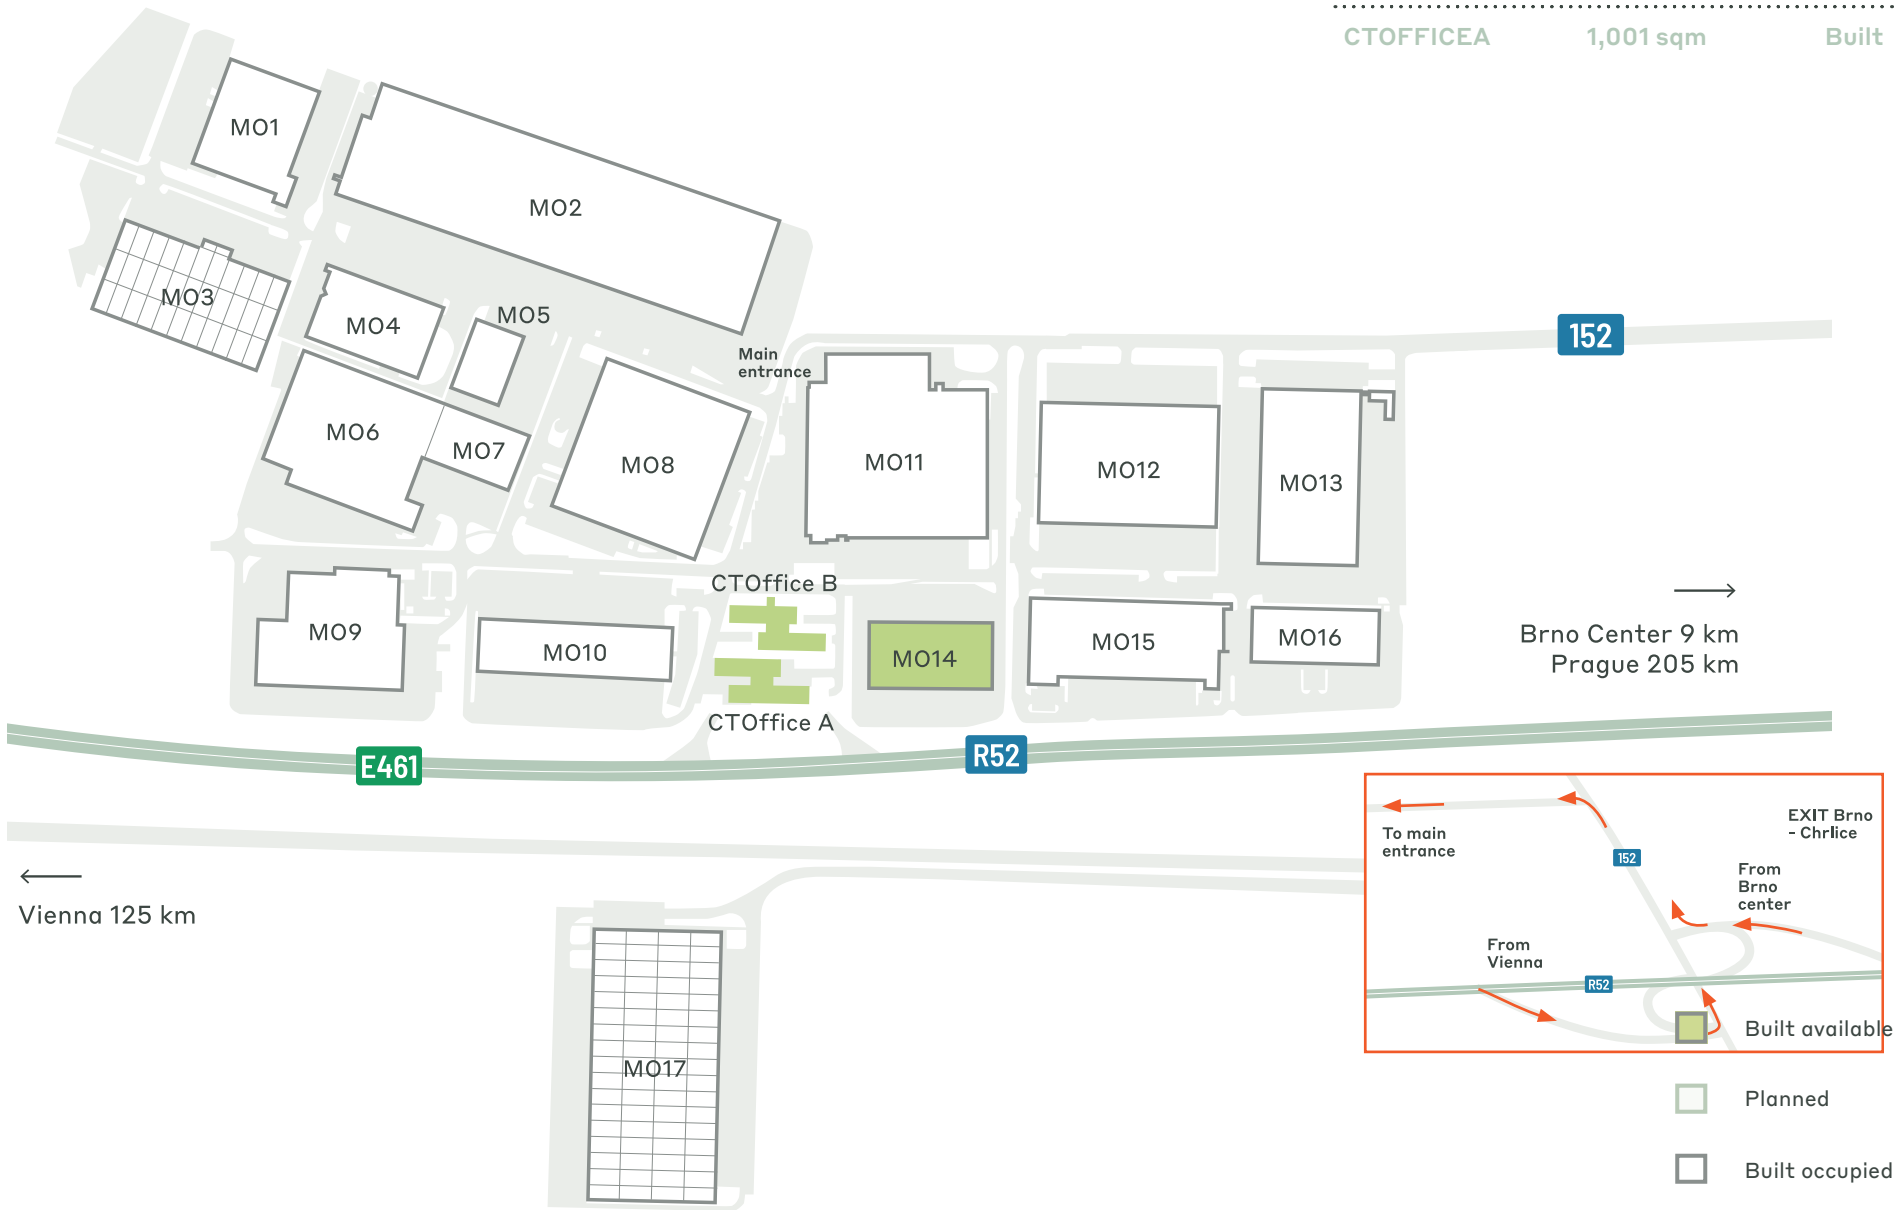 CTOFFICEA 1,001 sqm Built
MO1
MO2
MO3
MO4
MO5
152
Main
entrance
MO6
MO7
MO8
MO11
MO12
MO13
CTOffice B
MO9
MO10
MO14
MO15
MO16
Brno Center 9 km
Prague 205 km
CTOffice A
E461
R52
Vienna 125 km
To main
entrance
EXIT Brno
- Chrlice
152
From
Brno
center
From
Vienna
R52
MO17
Built available
Planned
Built occupied